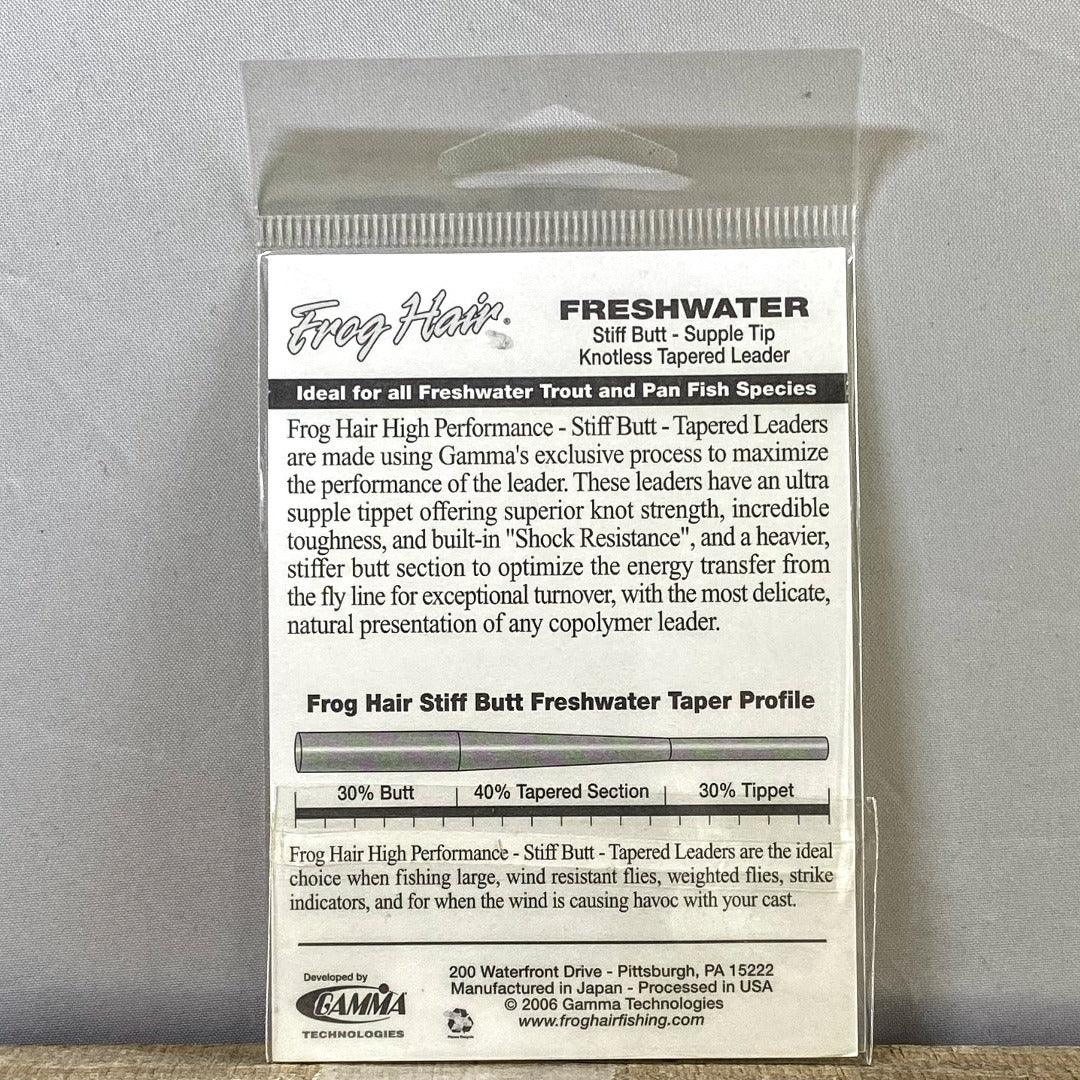 Frog Hair®
FRESHWATER
Stiff Butt - Supple Tip
Knotless Tapered Leader
Ideal for all Freshwater Trout and Pan Fish Species
Frog Hair High Performance - Stiff Butt - Tapered Leaders
are made using Gamma's exclusive process to maximize
the performance of the leader. These leaders have an ultra
supple tippet offering superior knot strength, incredible
toughness, and built-in "Shock Resistance", and a heavier,
stiffer butt section to optimize the energy transfer from
the fly line for exceptional turnover, with the most delicate,
natural presentation of any copolymer leader.
Frog Hair Stiff Butt Freshwater Taper Profile
30% Butt 40% Tapered Section 30% Tippet
Frog Hair High Performance - Stiff Butt - Tapered Leaders are the ideal
choice when fishing large, wind resistant flies, weighted flies, strike
indicators, and for when the wind is causing havoc with your cast.
Developed by
GAMMA
TECHNOLOGIES
Please Recycle
200 Waterfront Drive - Pittsburgh, PA 15222
Manufactured in Japan - Processed in USA
© 2006 Gamma Technologies
www.froghairfishing.com